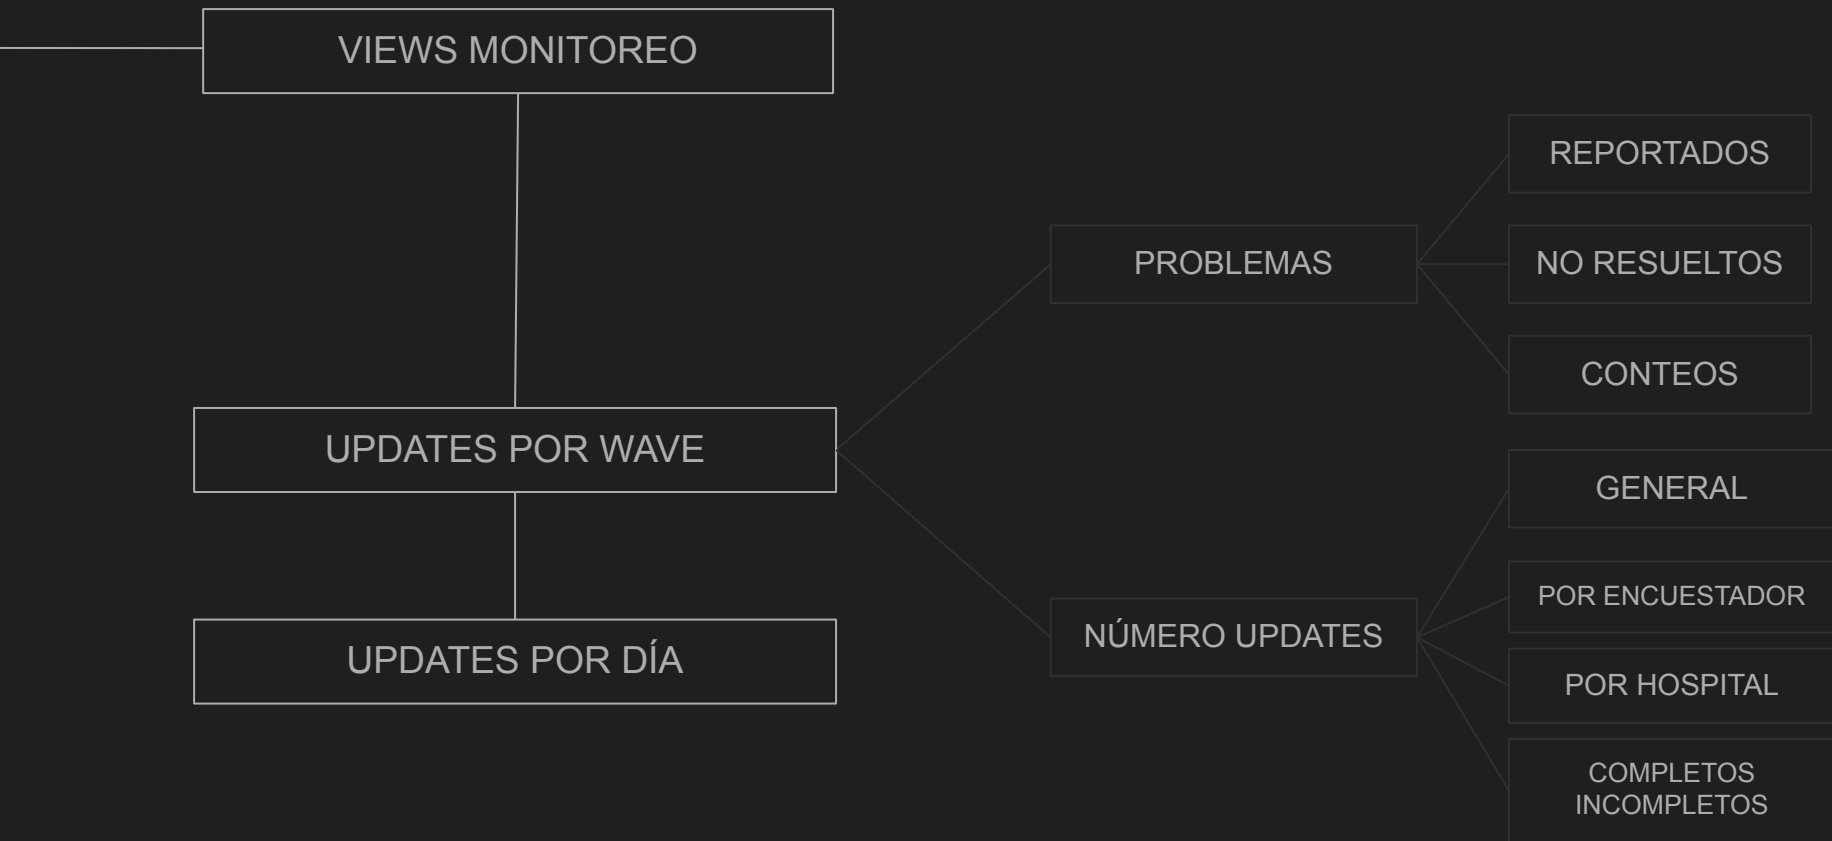 VIEWS MONITOREO
UPDATES POR WAVE
UPDATES POR DÍA
PROBLEMAS
REPORTADOS
NO RESUELTOS
CONTEOS
NÚMERO UPDATES
GENERAL
POR ENCUESTADOR
POR HOSPITAL
COMPLETOS
INCOMPLETOS